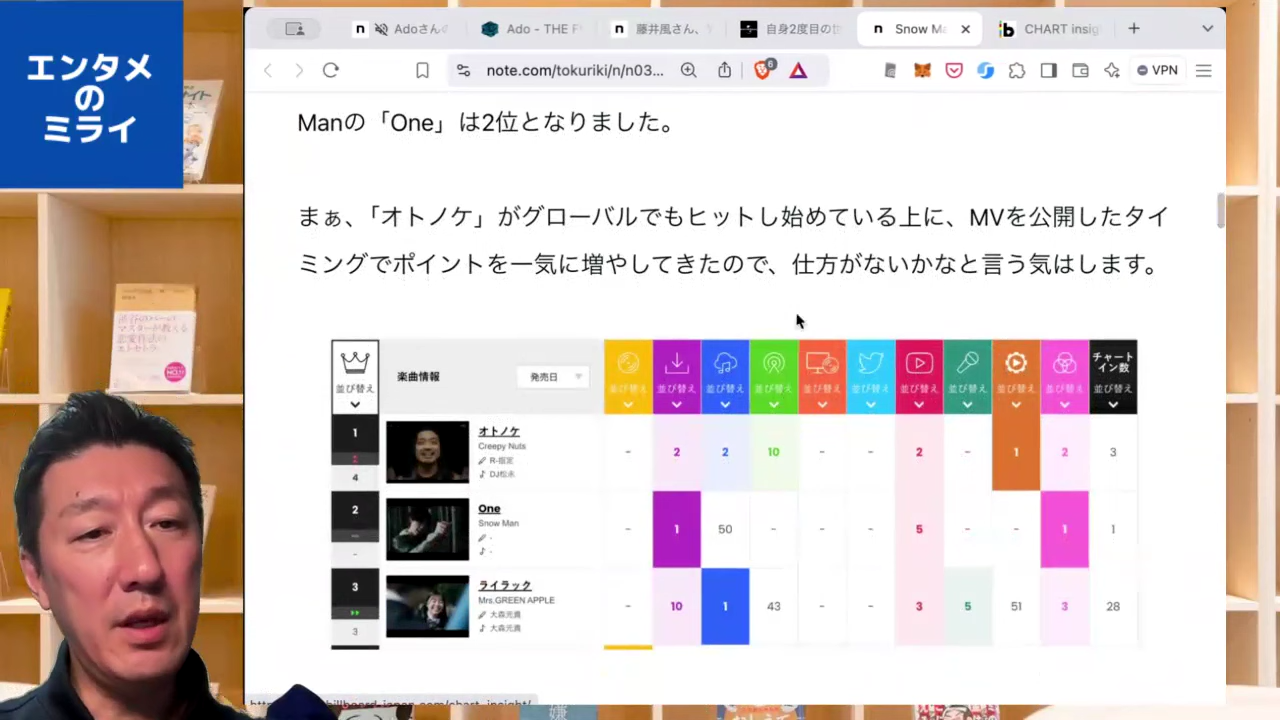 エンタメ
の
ミライ
Adoさん
Ado - THE F
藤井風さん、
自身2度目の
Snow Ma
CHART insig
note.com/tokuriki/n/n03...
6
VPN
Manの「One」は2位となりました。
まぁ、「オトノケ」がグローバルでもヒットし始めている上に、MVを公開したタイ
ミングでポイントを一気に増やしてきたので、仕方がないかなと言う気はします。
並び替え
楽曲情報
発売日
並び替え 並び替え 並び替え 並び替え 並び替え 並び替え 並び替え 並び替え 並び替え 並び替え
チャート
イン数
並び替え
1
4
オトノケ
Creepy Nuts
R-指定
DJ松永
- 2 2 10 - - 2 - 1 2 3
2
-
One
Snow Man
-
-
- 1 50 - - - 5 - - 1 1
3
3
ライラック
Mrs.GREEN APPLE
大森元貴
大森元貴
- 10 1 43 - - 3 5 51 3 28